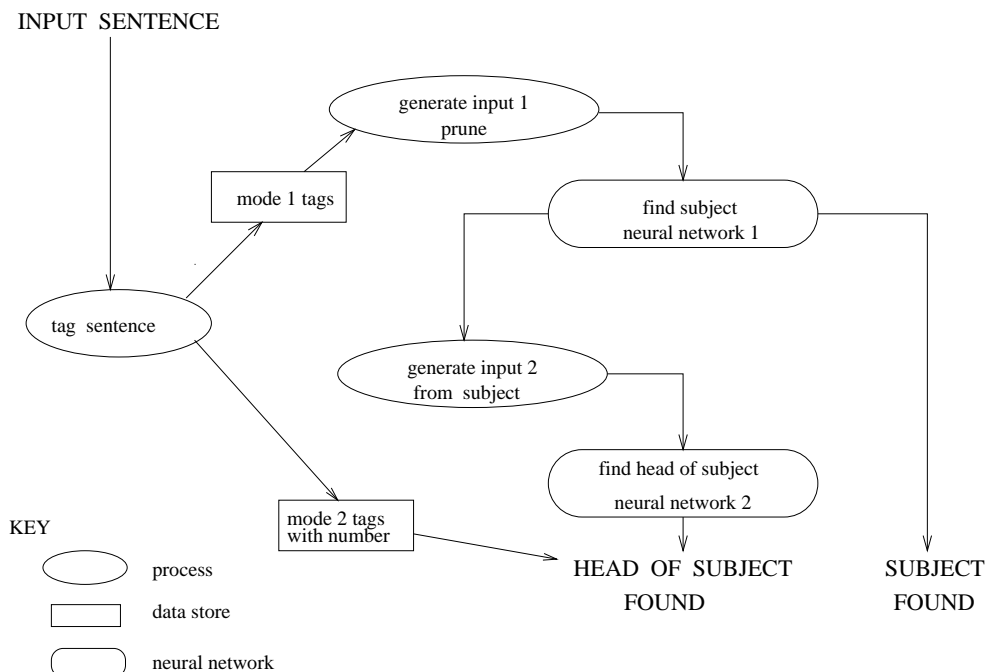 INPUT SENTENCE
generate input 1
prune
mode 1 tags
find subject
neural network 1
tag sentence
generate input 2
from subject
find head of subject
neural network 2
mode 2 tags
with number
HEAD OF SUBJECT
FOUND
SUBJECT
FOUND
KEY
process
data store
neural network